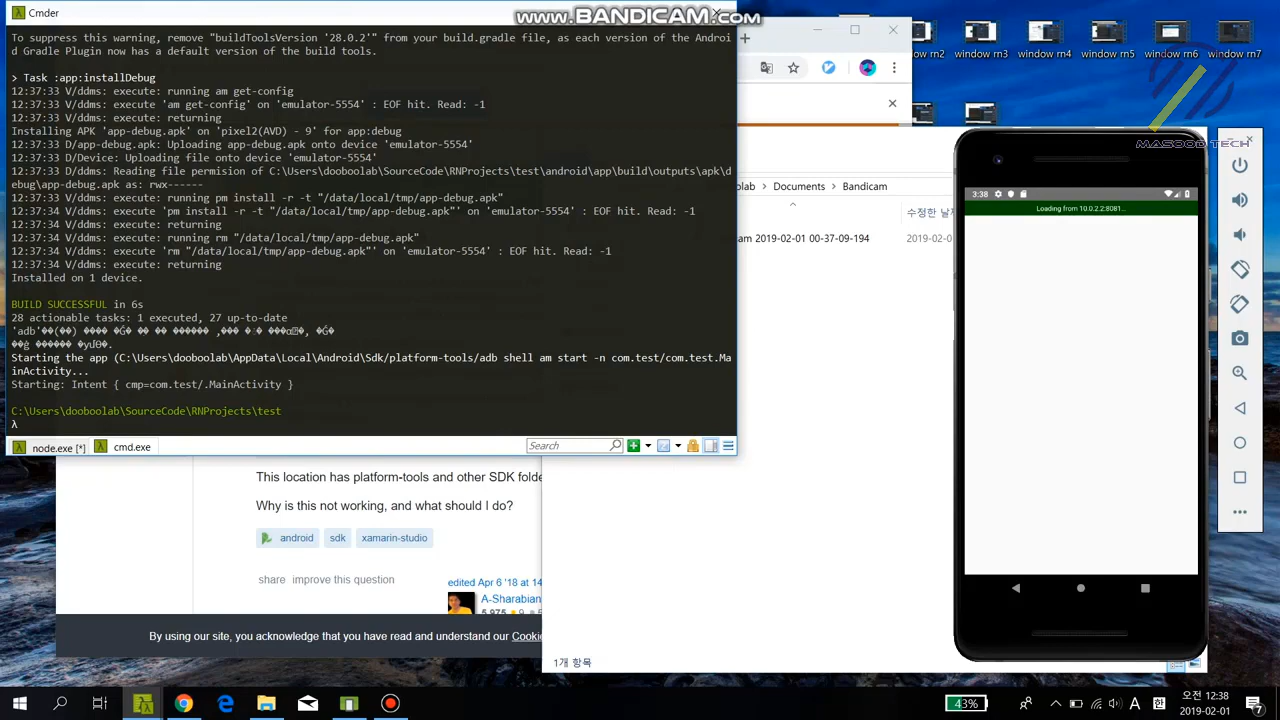 Cmder
www.BANDICAM.com
To suppress this warning, remove "buildToolsVersion '28.0.2'" from your build.gradle file, as each version of the Androi
d Gradle Plugin now has a default version of the build tools.
> Task :app:installDebug
12:37:33 V/ddms: execute: running am get-config
12:37:33 V/ddms: execute 'am get-config' on 'emulator-5554' : EOF hit. Read: -1
12:37:33 V/ddms: execute: returning
Installing APK 'app-debug.apk' on 'pixel2(AVD) - 9' for app:debug
12:37:33 D/app-debug.apk: Uploading app-debug.apk onto device 'emulator-5554'
12:37:33 D/Device: Uploading file onto device 'emulator-5554'
12:37:33 D/ddms: Reading file permision of C:\Users\dooboolab\SourceCode\RNProjects\test\android\app\build\outputs\apk\d
ebug\app-debug.apk as: rwx------
12:37:33 V/ddms: execute: running pm install -r -t "/data/local/tmp/app-debug.apk"
12:37:34 V/ddms: execute 'pm install -r -t "/data/local/tmp/app-debug.apk"' on 'emulator-5554' : EOF hit. Read: -1
12:37:34 V/ddms: execute: returning
12:37:34 V/ddms: execute: running rm "/data/local/tmp/app-debug.apk"
12:37:34 V/ddms: execute 'rm "/data/local/tmp/app-debug.apk"' on 'emulator-5554' : EOF hit. Read: -1
12:37:34 V/ddms: execute: returning
Installed on 1 device.
BUILD SUCCESSFUL in 6s
28 actionable tasks: 1 executed, 27 up-to-date
'adb'
Starting the app (C:\Users\dooboolab\AppData\Local\Android\Sdk/platform-tools/adb shell am start -n com.test/com.test.Ma
inActivity...
Starting: Intent { cmp=com.test/.MainActivity }
C:\Users\dooboolab\SourceCode\RNProjects\test
λ
node.exe [*]
cmd.exe
Search
window rn3
window rn4
window rn5
window rn6
window rn7
MASOOD TECH
olab > Documents > Bandicam
수정한 날짜
am 2019-02-01 00-37-09-194
2019-02-0
3:38
Loading from 10.0.2.2:8081...
This location has platform-tools and other SDK folde
Why is this not working, and what should I do?
android
sdk
xamarin-studio
share improve this question
edited Apr 6 '18 at 14
A-Sharabian
5,975
By using our site, you acknowledge that you have read and understand our Cookie
1개 항목
43%
A
한
오전 12:38
2019-02-01
7